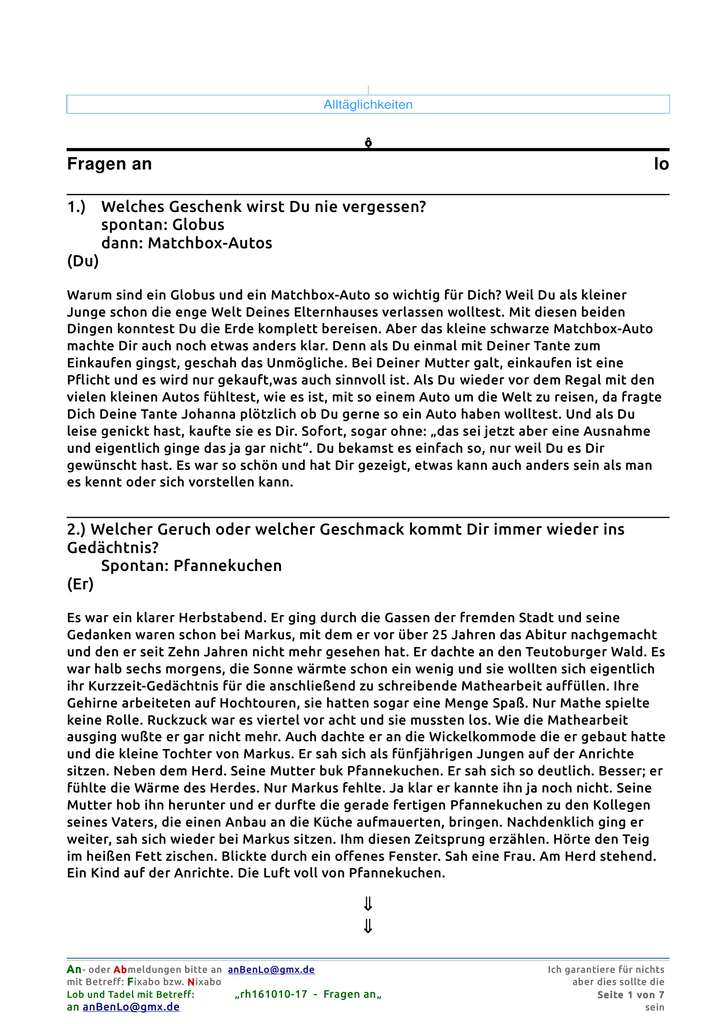 Alltäglichkeiten
Fragen an lo
1.) Welches Geschenk wirst Du nie vergessen?
spontan: Globus
dann: Matchbox-Autos
(Du)
Warum sind ein Globus und ein Matchbox-Auto so wichtig für Dich? Weil Du als kleiner
Junge schon die enge Welt Deines Elternhauses verlassen wolltest. Mit diesen beiden
Dingen konntest Du die Erde komplett bereisen. Aber das kleine schwarze Matchbox-Auto
machte Dir auch noch etwas anders klar. Denn als Du einmal mit Deiner Tante zum
Einkaufen gingst, geschah das Unmögliche. Bei Deiner Mutter galt, einkaufen ist eine
Pflicht und es wird nur gekauft,was auch sinnvoll ist. Als Du wieder vor dem Regal mit den
vielen kleinen Autos fühltest, wie es ist, mit so einem Auto um die Welt zu reisen, da fragte
Dich Deine Tante Johanna plötzlich ob Du gerne so ein Auto haben wolltest. Und als Du
leise genickt hast, kaufte sie es Dir. Sofort, sogar ohne: „das sei jetzt aber eine Ausnahme
und eigentlich ginge das ja gar nicht“. Du bekamst es einfach so, nur weil Du es Dir
gewünscht hast. Es war so schön und hat Dir gezeigt, etwas kann auch anders sein als man
es kennt oder sich vorstellen kann.
2.) Welcher Geruch oder welcher Geschmack kommt Dir immer wieder ins
Gedächtnis?
Spontan: Pfannekuchen
(Er)
Es war ein klarer Herbstabend. Er ging durch die Gassen der fremden Stadt und seine
Gedanken waren schon bei Markus, mit dem er vor über 25 Jahren das Abitur nachgemacht
und den er seit Zehn Jahren nicht mehr gesehen hat. Er dachte an den Teutoburger Wald. Es
war halb sechs morgens, die Sonne wärmte schon ein wenig und sie wollten sich eigentlich
ihr Kurzzeit-Gedächtnis für die anschließend zu schreibende Mathearbeit auffüllen. Ihre
Gehirne arbeiteten auf Hochtouren, sie hatten sogar eine Menge Spaß. Nur Mathe spielte
keine Rolle. Ruckzuck war es viertel vor acht und sie mussten los. Wie die Mathearbeit
ausging wußte er gar nicht mehr. Auch dachte er an die Wickelkommode die er gebaut hatte
und die kleine Tochter von Markus. Er sah sich als fünfjährigen Jungen auf der Anrichte
sitzen. Neben dem Herd. Seine Mutter buk Pfannekuchen. Er sah sich so deutlich. Besser; er
fühlte die Wärme des Herdes. Nur Markus fehlte. Ja klar er kannte ihn ja noch nicht. Seine
Mutter hob ihn herunter und er durfte die gerade fertigen Pfannekuchen zu den Kollegen
seines Vaters, die einen Anbau an die Küche aufmauerten, bringen. Nachdenklich ging er
weiter, sah sich wieder bei Markus sitzen. Ihm diesen Zeitsprung erzählen. Hörte den Teig
im heißen Fett zischen. Blickte durch ein offenes Fenster. Sah eine Frau. Am Herd stehend.
Ein Kind auf der Anrichte. Die Luft voll von Pfannekuchen.
⇓
⇓
An- oder Abmeldungen bitte an anBenLo@gmx.de Ich garantiere für nichts
mit Betreff: Fixabo bzw. Nixabo aber dies sollte die
Lob und Tadel mit Betreff: „rh161010-17 - Fragen an„ Seite 1 von 7
an anBenLo@gmx.de sein